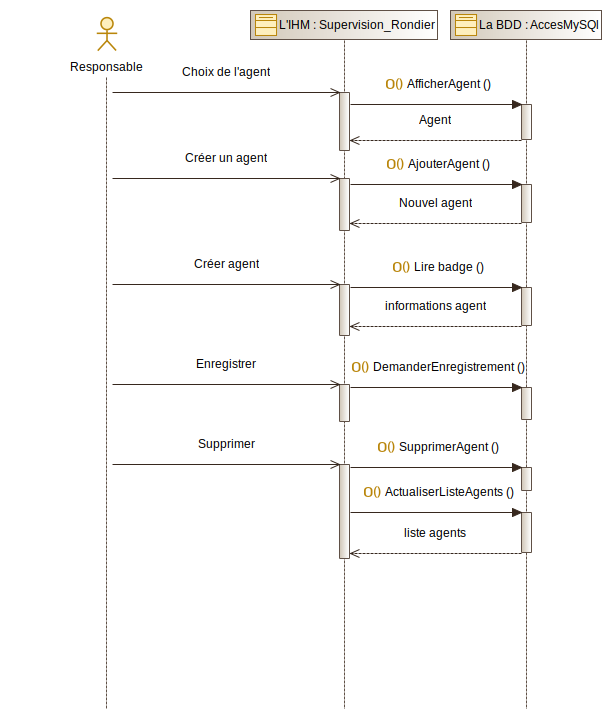 L'IHM : Supervision_Rondier
La BDD : AccesMySQl
Responsable
Choix de l'agent
O() AfficherAgent ()
Agent
Créer un agent
O() AjouterAgent ()
Nouvel agent
Créer agent
O() Lire badge ()
informations agent
Enregistrer
O() DemanderEnregistrement ()
Supprimer
O() SupprimerAgent ()
O() ActualiserListeAgents ()
liste agents